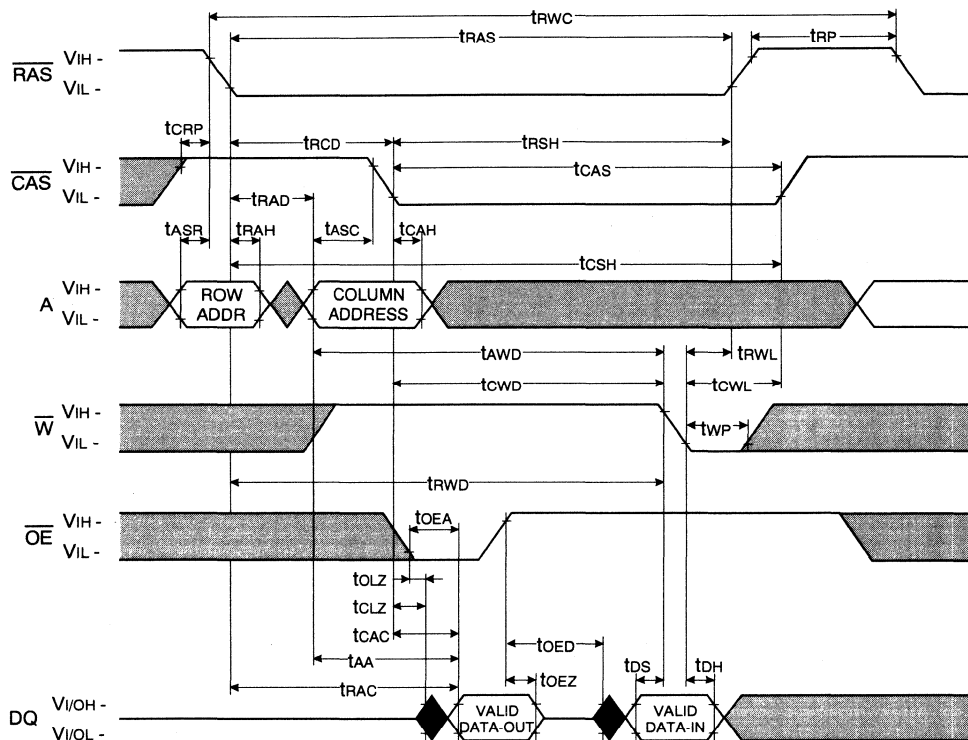 tRWC
tRAS
tRP
RAS
VIH -
VIL -
tCRP
tRCD
tRSH
CAS
VIH -
VIL -
tCAS
tRAD
tASR
tRAH
tASC
tCAH
tCSH
A
VIH -
VIL -
ROW
ADDR
COLUMN
ADDRESS
tAWD
tRWL
tCWD
tCWL
W
VIH -
VIL -
tWP
tRWD
OE
VIH -
VIL -
tOEA
tOLZ
tCLZ
tCAC
tOED
tAA
tOEZ
tDS
tDH
tRAC
DQ
VI/OH -
VI/OL -
VALID
DATA-OUT
VALID
DATA-IN